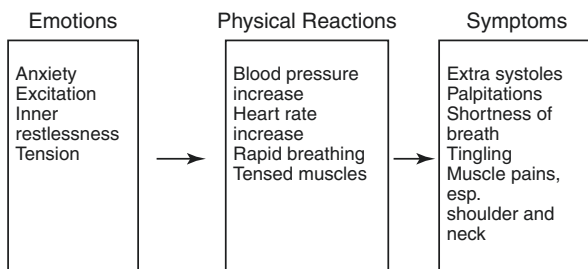 Emotions
Anxiety
Excitation
Inner
restlessness
Tension
Physical Reactions
Blood pressure
increase
Heart rate
increase
Rapid breathing
Tensed muscles
Symptoms
Extra systoles
Palpitations
Shortness of
breath
Tingling
Muscle pains,
esp.
shoulder and
neck